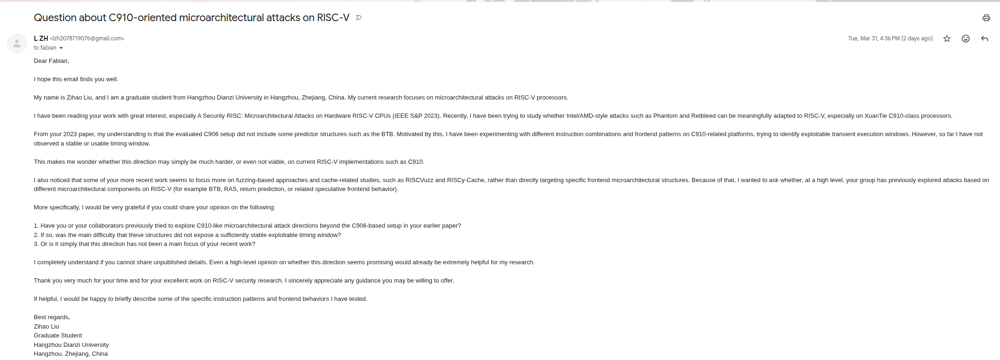 Question about C910-oriented microarchitectural attacks on RISC-V
L ZH <lzh2078719076@gmail.com>
Tue, Mar 31, 4:36 PM (2 days ago)
to fabian
Dear Fabian,
I hope this email finds you well.
My name is Zihao Liu, and I am a graduate student from Hangzhou Dianzi University in Hangzhou, Zhejiang, China. My current research focuses on microarchitectural attacks on RISC-V processors.
I have been reading your work with great interest, especially A Security RISC: Microarchitectural Attacks on Hardware RISC-V CPUs (IEEE S&P 2023). Recently, I have been trying to study whether Intel/AMD-style attacks such as Phantom and Retbleed can be meaningfully adapted to RISC-V, especially on XuanTie C910-class processors.
From your 2023 paper, my understanding is that the evaluated C906 setup did not include some predictor structures such as the BTB. Motivated by this, I have been experimenting with different instruction combinations and frontend patterns on C910-related platforms, trying to identify exploitable transient execution windows. However, so far I have not
observed a stable or usable timing window.
This makes me wonder whether this direction may simply be much harder, or even not viable, on current RISC-V implementations such as C910.
I also noticed that some of your more recent work seems to focus more on fuzzing-based approaches and cache-related studies, such as RISCVuzz and RISCy-Cache, rather than directly targeting specific frontend microarchitectural structures. Because of that, I wanted to ask whether, at a high level, your group has previously explored attacks based on
different microarchitectural components on RISC-V (for example BTB, RAS, return prediction, or related speculative frontend behavior).
More specifically, I would be very grateful if you could share your opinion on the following:
1. Have you or your collaborators previously tried to explore C910-like microarchitectural attack directions beyond the C906-based setup in your earlier paper?
2. If so, was the main difficulty that these structures did not expose a sufficiently stable exploitable timing window?
3. Or is it simply that this direction has not been a main focus of your recent work?
I completely understand if you cannot share unpublished details. Even a high-level opinion on whether this direction seems promising would already be extremely helpful for my research.
Thank you very much for your time and for your excellent work on RISC-V security research. I sincerely appreciate any guidance you may be willing to offer.
If helpful, I would be happy to briefly describe some of the specific instruction patterns and frontend behaviors I have tested.
Best regards,
Zihao Liu
Graduate Student
Hangzhou Dianzi University
Hangzhou, Zhejiang, China